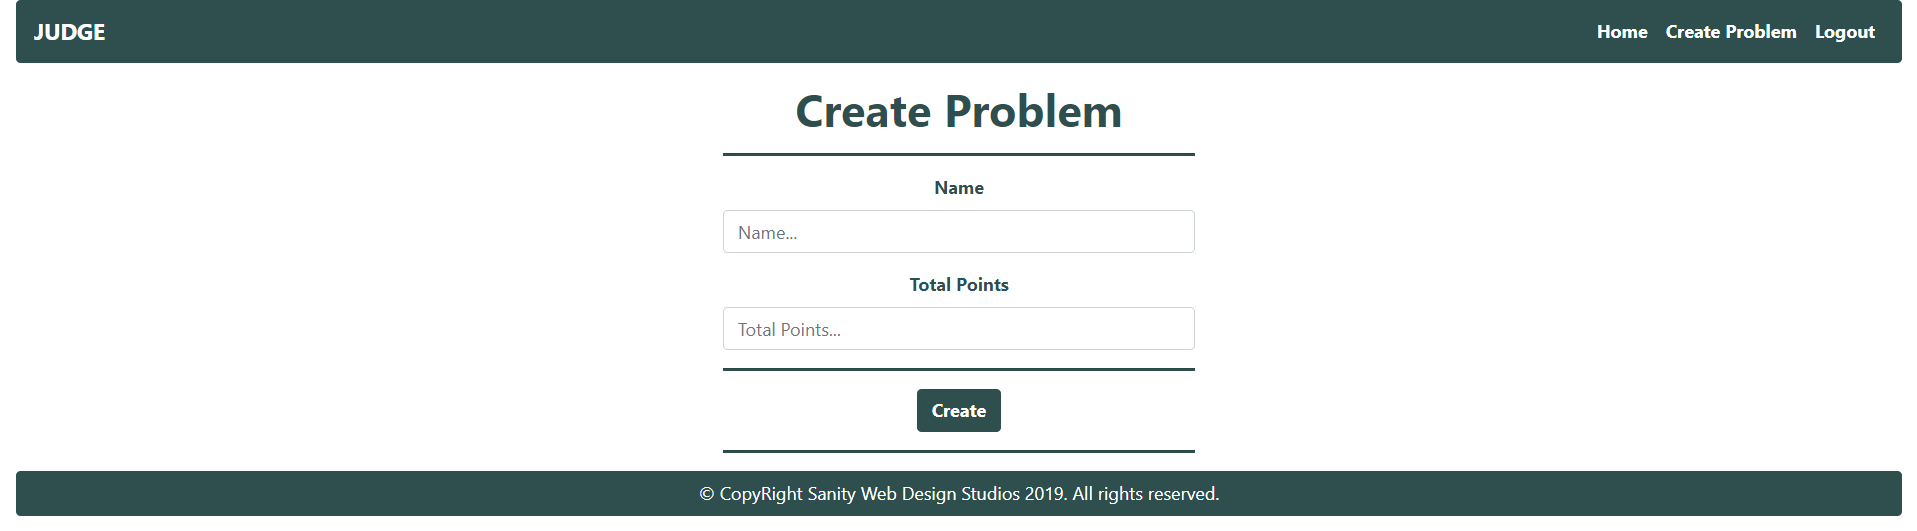 JUDGE Home Create Problem Logout
Create Problem
Name
Name...
Total Points
Total Points...
Create
© CopyRight Sanity Web Design Studios 2019. All rights reserved.